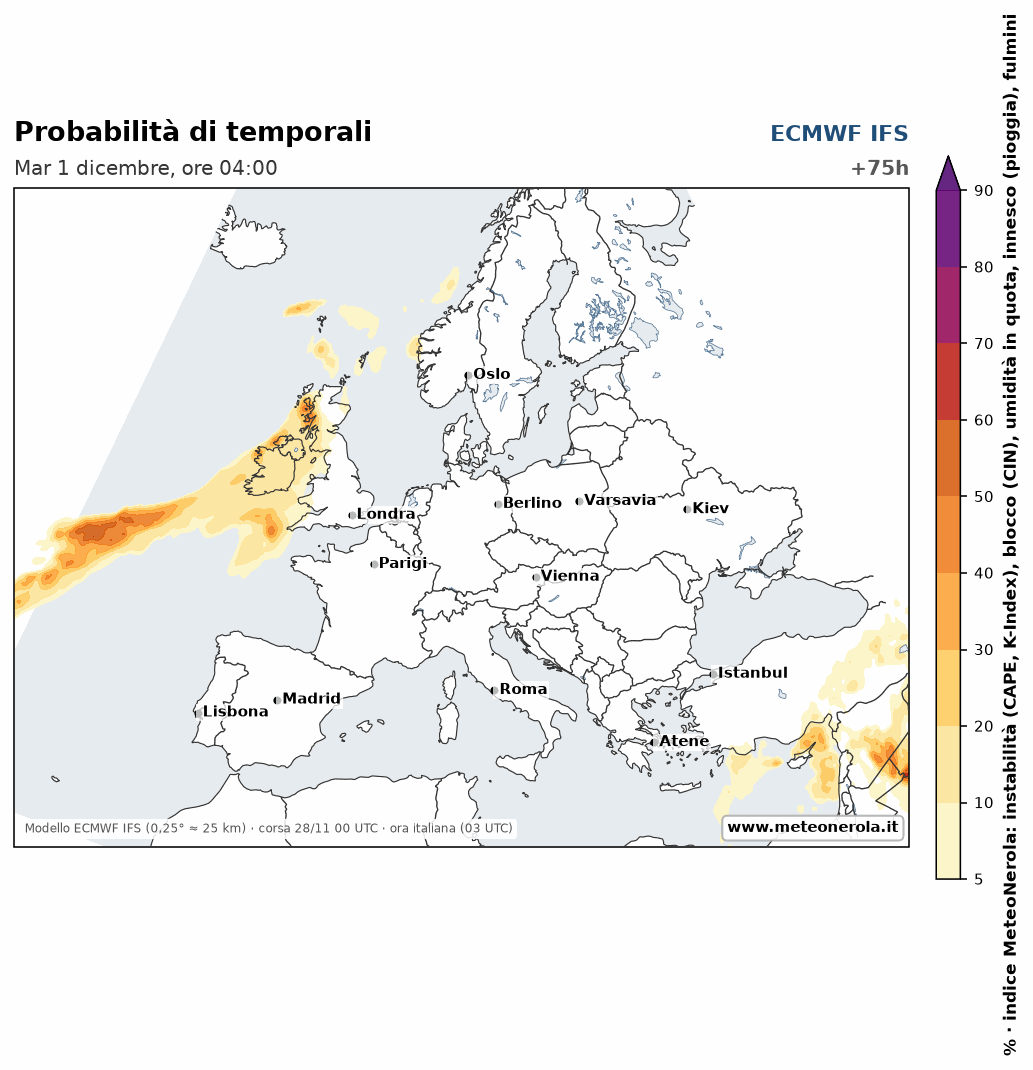 Probabilità di temporali
ECMWF IFS
Mar 1 dicembre, ore 04:00
+75h
Oslo
Berlino
Varsavia
Kiev
Londra
Parigi
Vienna
Istanbul
Roma
Madrid
Lisbona
Atene
Modello ECMWF IFS (0,25° ≈ 25 km) · corsa 28/11 00 UTC · ora italiana (03 UTC)
www.meteonerola.it
90
80
70
60
50
40
30
20
10
5
% · indice MeteoNerola: instabilità (CAPE, K-Index), blocco (CIN), umidità in quota, innesco (pioggia), fulmini